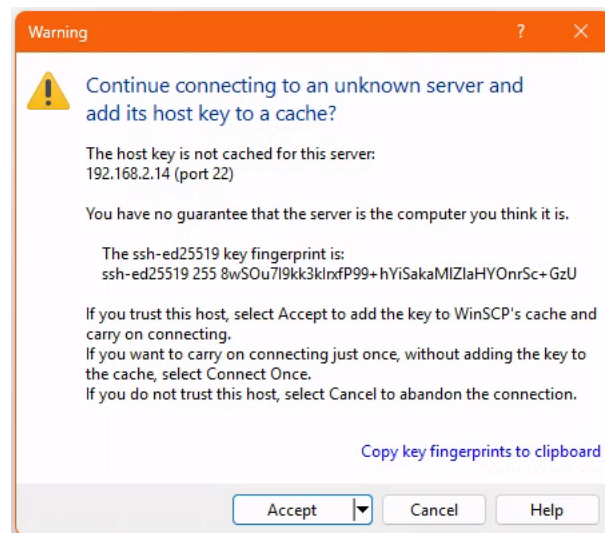 Warning
Continue connecting to an unknown server and
add its host key to a cache?
The host key is not cached for this server:
192.168.2.14 (port 22)
You have no guarantee that the server is the computer you think it is.
The ssh-ed25519 key fingerprint is:
ssh-ed25519 255 8wSOu7I9kk3klrxfP99+hYiSakaMlZlaHYOnrSc+GzU
If you trust this host, select Accept to add the key to WinSCP's cache and
carry on connecting.
If you want to carry on connecting just once, without adding the key to
the cache, select Connect Once.
If you do not trust this host, select Cancel to abandon the connection.
Copy key fingerprints to clipboard
Accept
Cancel
Help